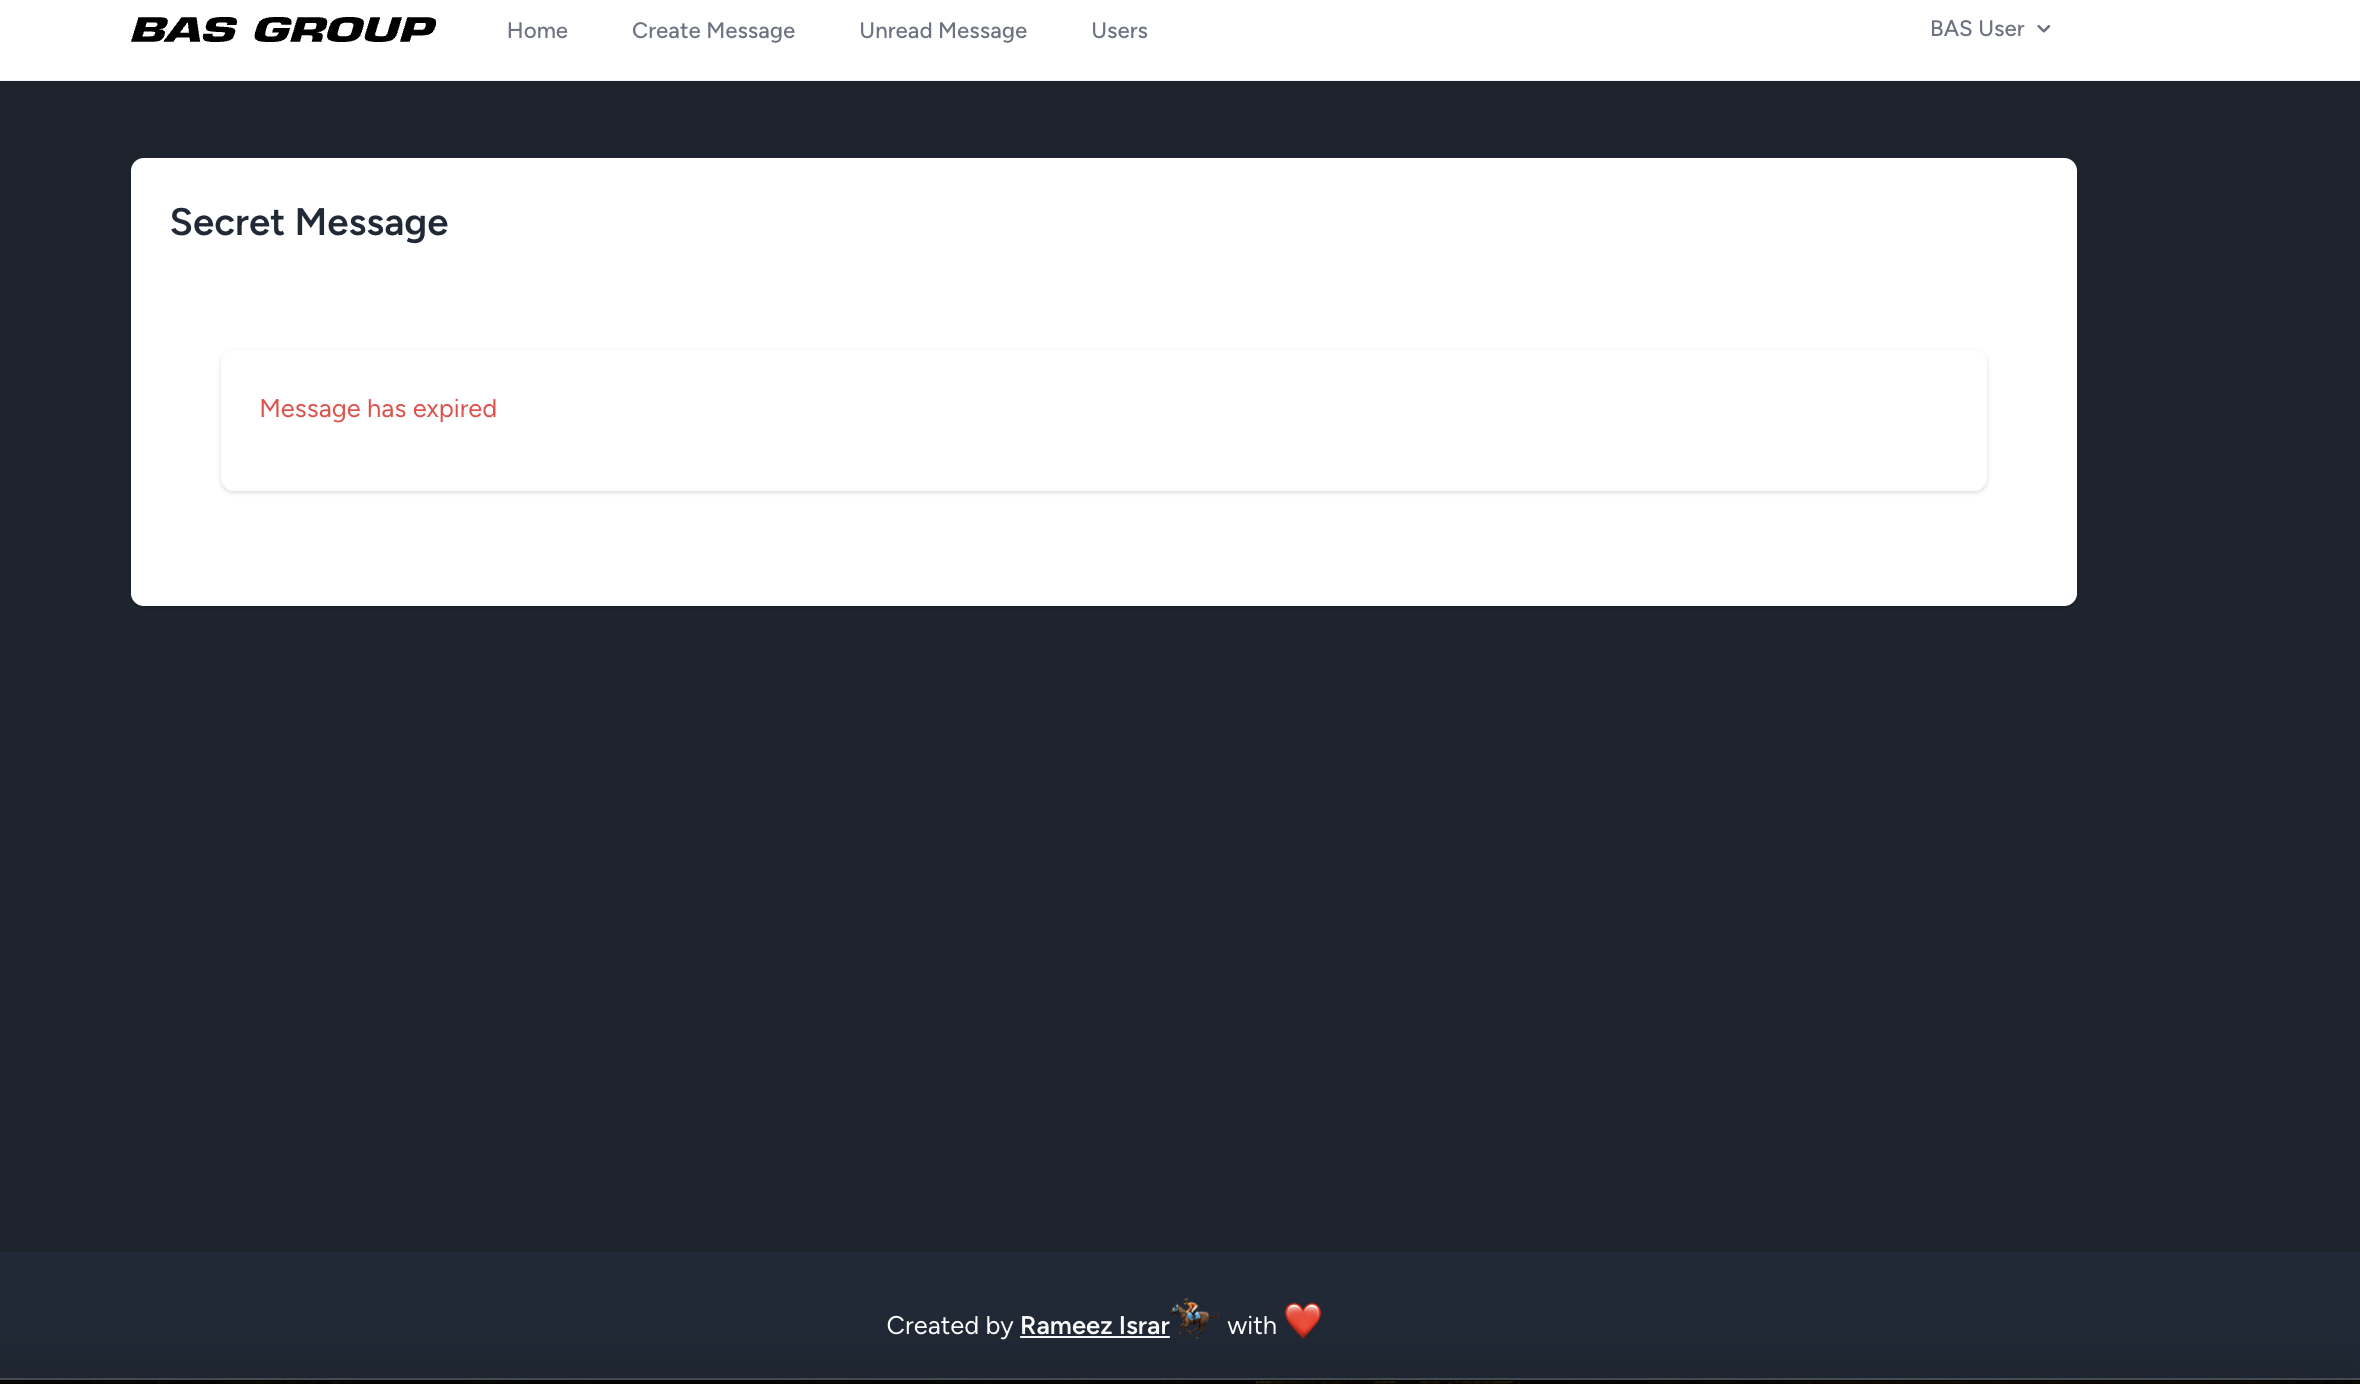 BAS GROUP
Home
Create Message
Unread Message
Users
BAS User
Secret Message
Message has expired
Created by Rameez Israr🏇 with ❤️